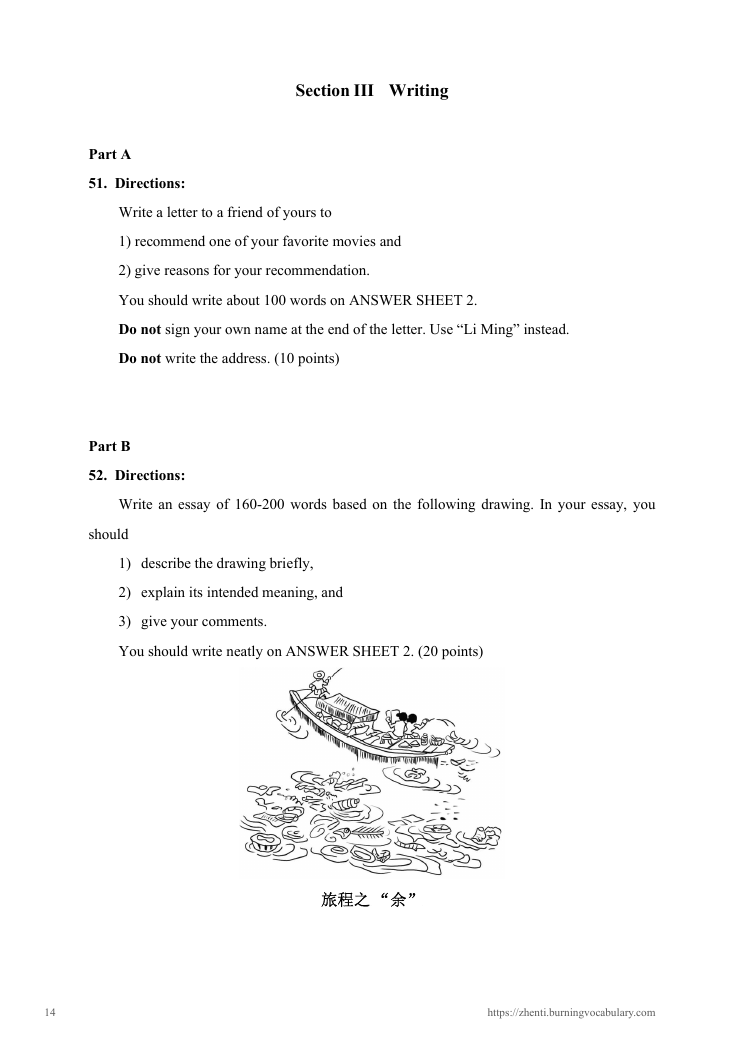 Section III Writing
Part A
51. Directions:
Write a letter to a friend of yours to
1) recommend one of your favorite movies and
2) give reasons for your recommendation.
You should write about 100 words on ANSWER SHEET 2.
Do not sign your own name at the end of the letter. Use “Li Ming” instead.
Do not write the address. (10 points)
Part B
52. Directions:
Write an essay of 160-200 words based on the following drawing. In your essay, you
should
1) describe the drawing briefly,
2) explain its intended meaning, and
3) give your comments.
You should write neatly on ANSWER SHEET 2. (20 points)
旅程之 “余”
14
https://zhenti.burningvocabulary.com